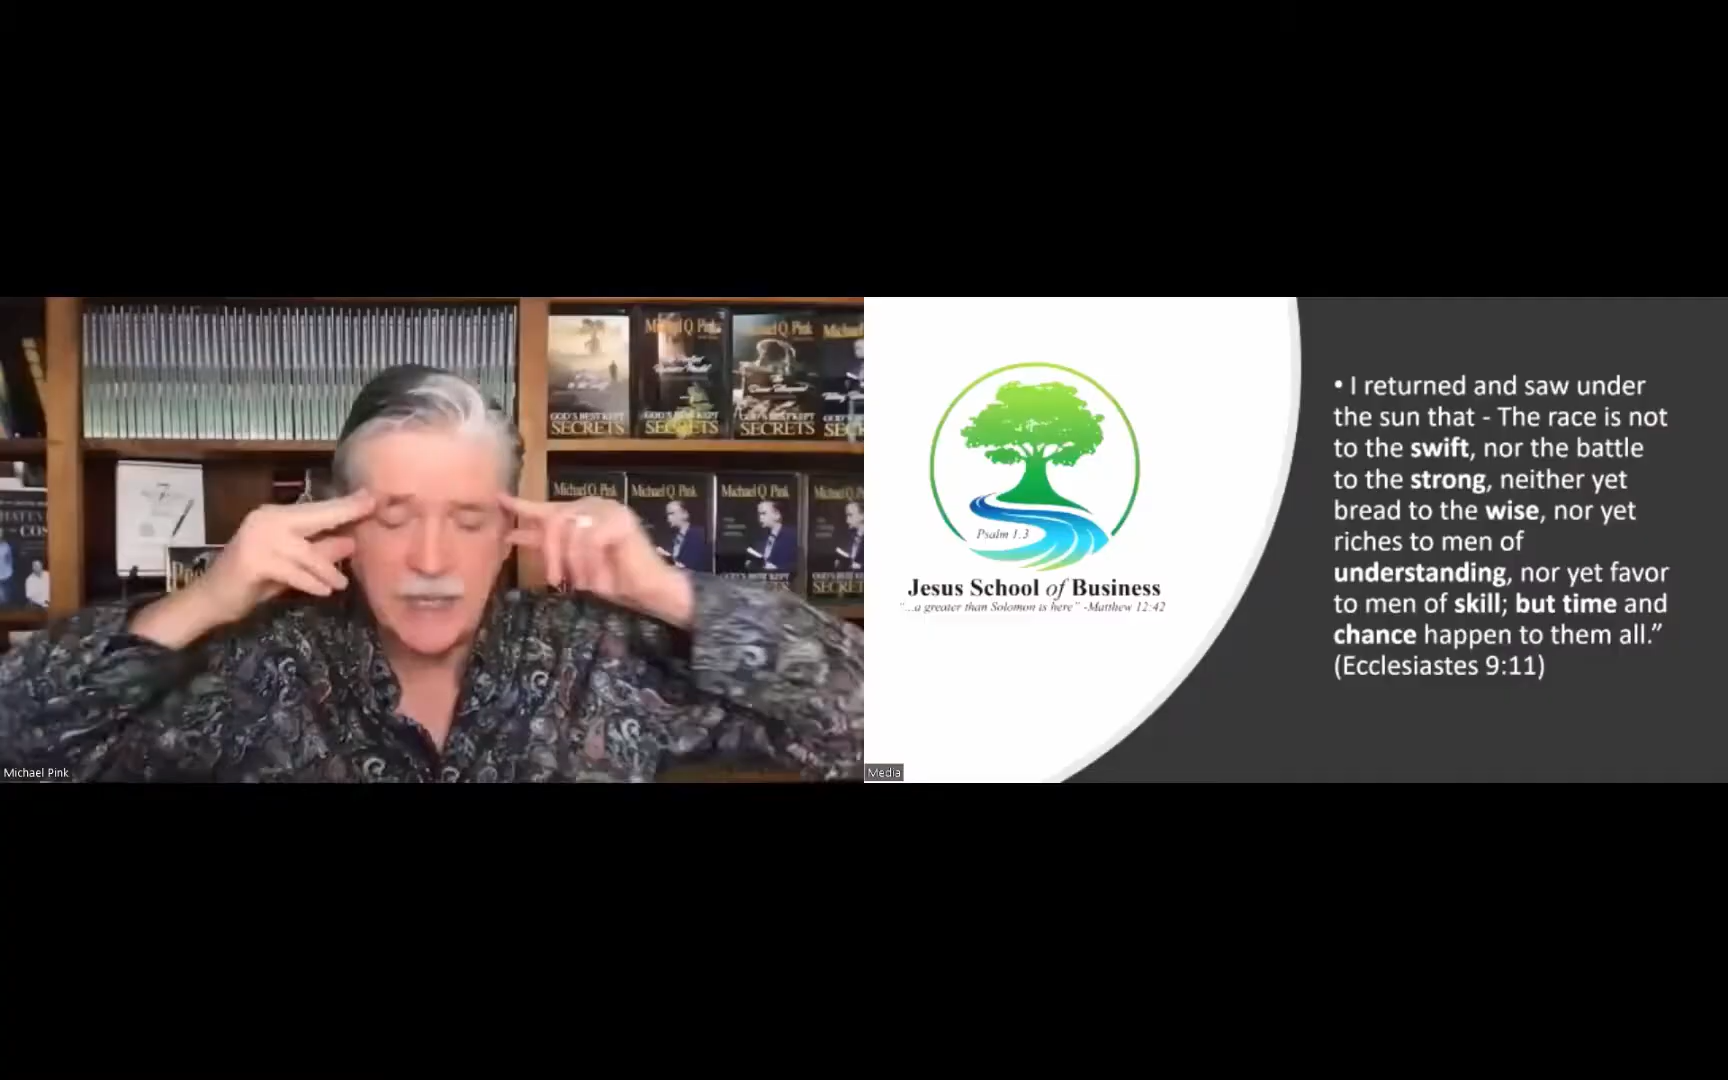 Michael Q. Pink
GOD'S BEST KEPT
SECRETS
GOD'S BEST KEPT
SECRETS
SECRETS
Michael Q. Pink
Michael Q. Pink
Michael Q. Pink
GOD'S BEST KEPT
SECRETS
Michael Pink
Psalm 1.3
Jesus School of Business
“...a greater than Solomon is here” -Matthew 12:42
Media
• I returned and saw under
the sun that - The race is not
to the swift, nor the battle
to the strong, neither yet
bread to the wise, nor yet
riches to men of
understanding, nor yet favor
to men of skill; but time and
chance happen to them all.”
(Ecclesiastes 9:11)